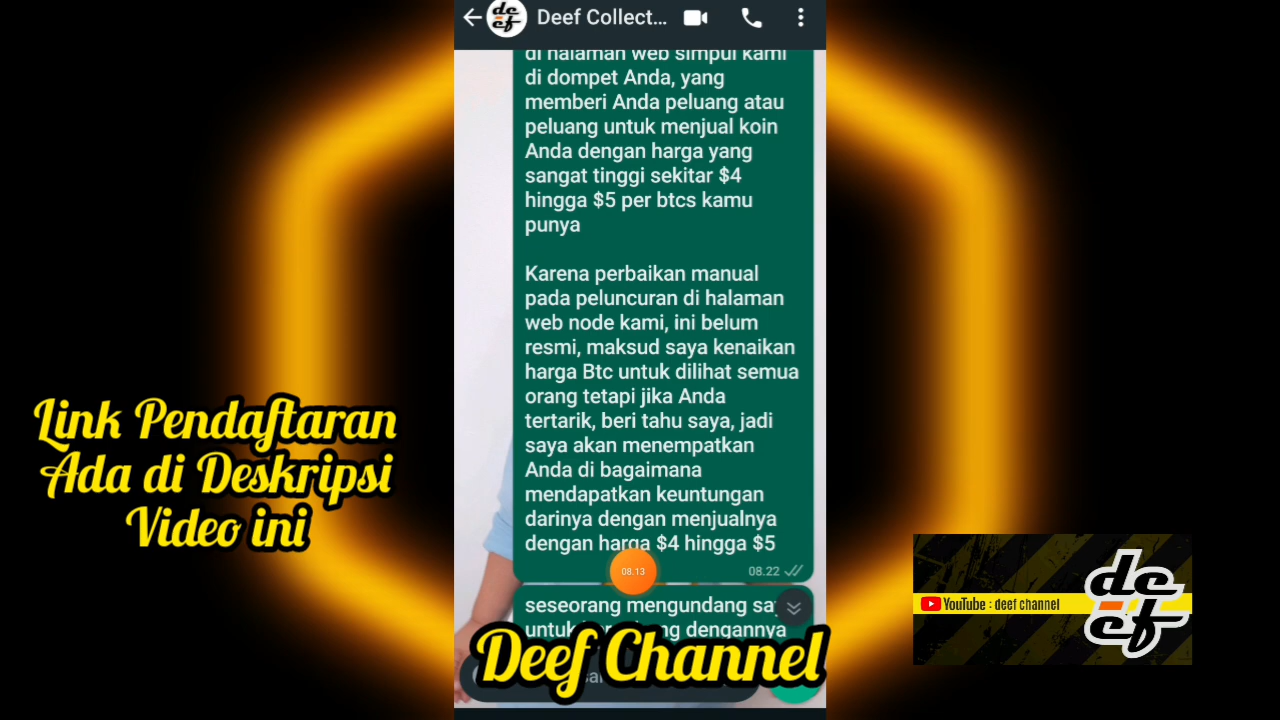 Deef Collect...
di halaman web simpul kami
di dompet Anda, yang
memberi Anda peluang atau
peluang untuk menjual koin
Anda dengan harga yang
sangat tinggi sekitar $4
hingga $5 per btcs kamu
punya
Karena perbaikan manual
pada peluncuran di halaman
web node kami, ini belum
resmi, maksud saya kenaikan
harga Btc untuk dilihat semua
orang tetapi jika Anda
tertarik, beri tahu saya, jadi
saya akan menempatkan
Anda di bagaimana
mendapatkan keuntungan
darinya dengan menjualnya
dengan harga $4 hingga $5
08.13
08.22
seseorang mengundang
dengannya
Deef Channel
Link Pendaftaran
Ada di Deskripsi
Video ini
YouTube : deef channel
de
ef